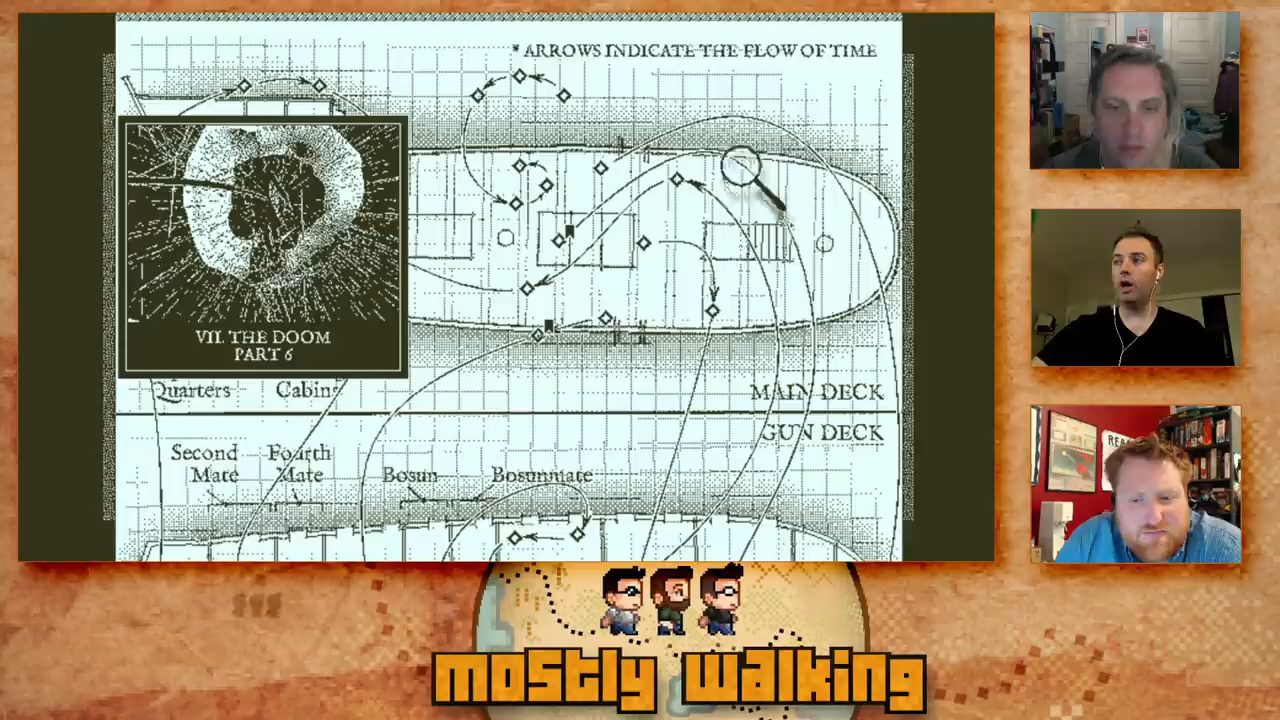 * ARROWS INDICATE THE FLOW OF TIME
VII. THE DOOM
PART 6
Quarters Cabin
MAIN DECK
GUN DECK
Second
Mate
Fourth
Mate
Bosun
Bosunmate
mostly walking